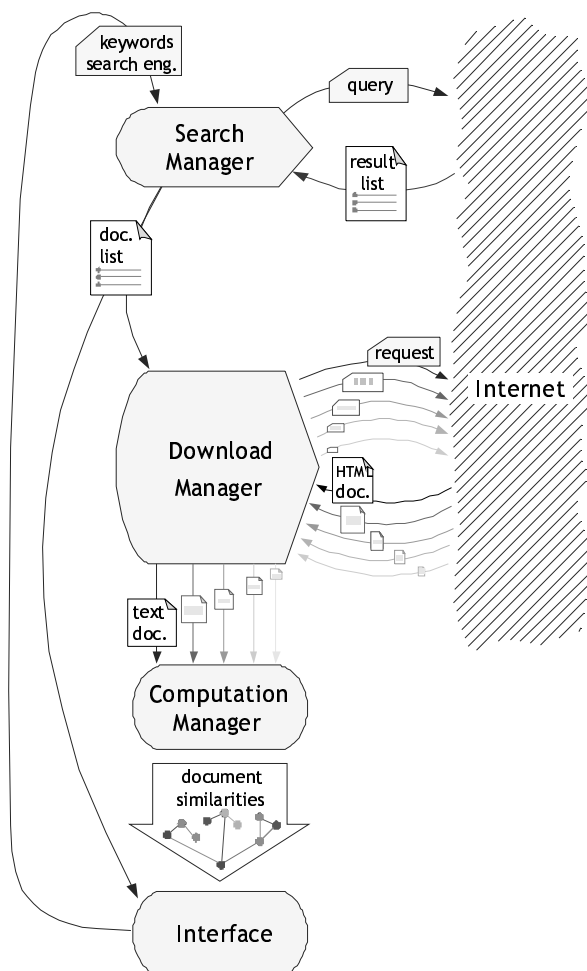 keywords
search eng.
query
Search
Manager
result
list
doc.
list
request
Internet
Download
Manager
HTML
doc.
text
doc.
Computation
Manager
document
similarities
Interface